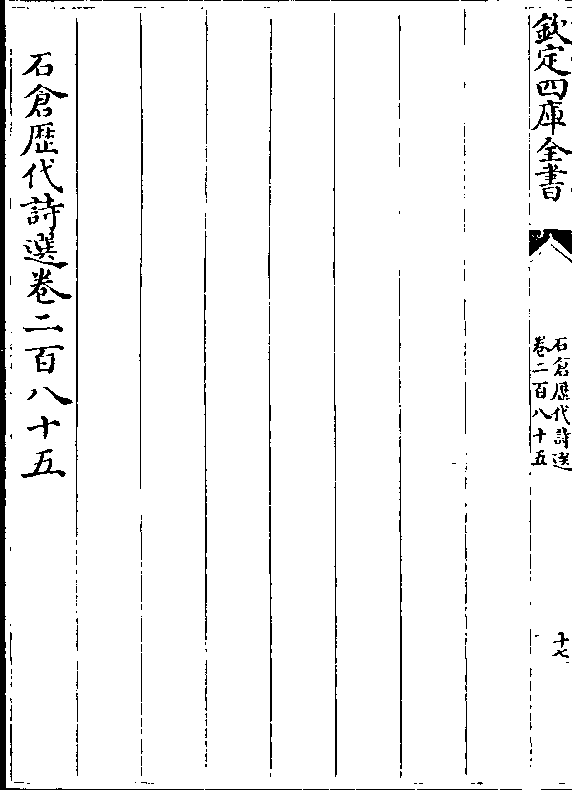 欽定四庫全書
石倉歷代詩選
卷二百八十五
十七
石倉歴代詩選卷二百八十五